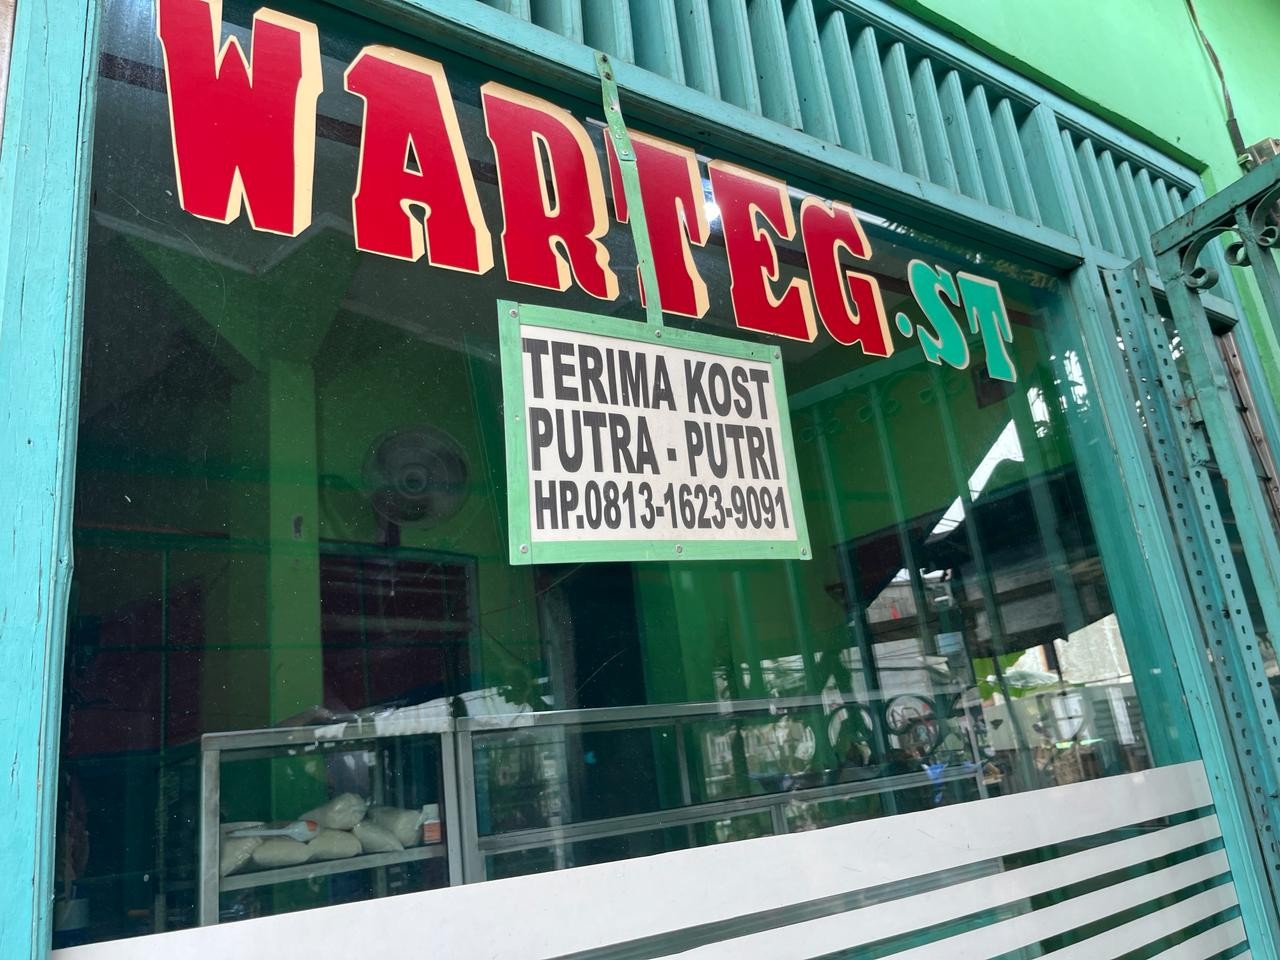 WARTEG.ST
TERIMA KOST
PUTRA - PUTRI
HP.0813-1623-9091